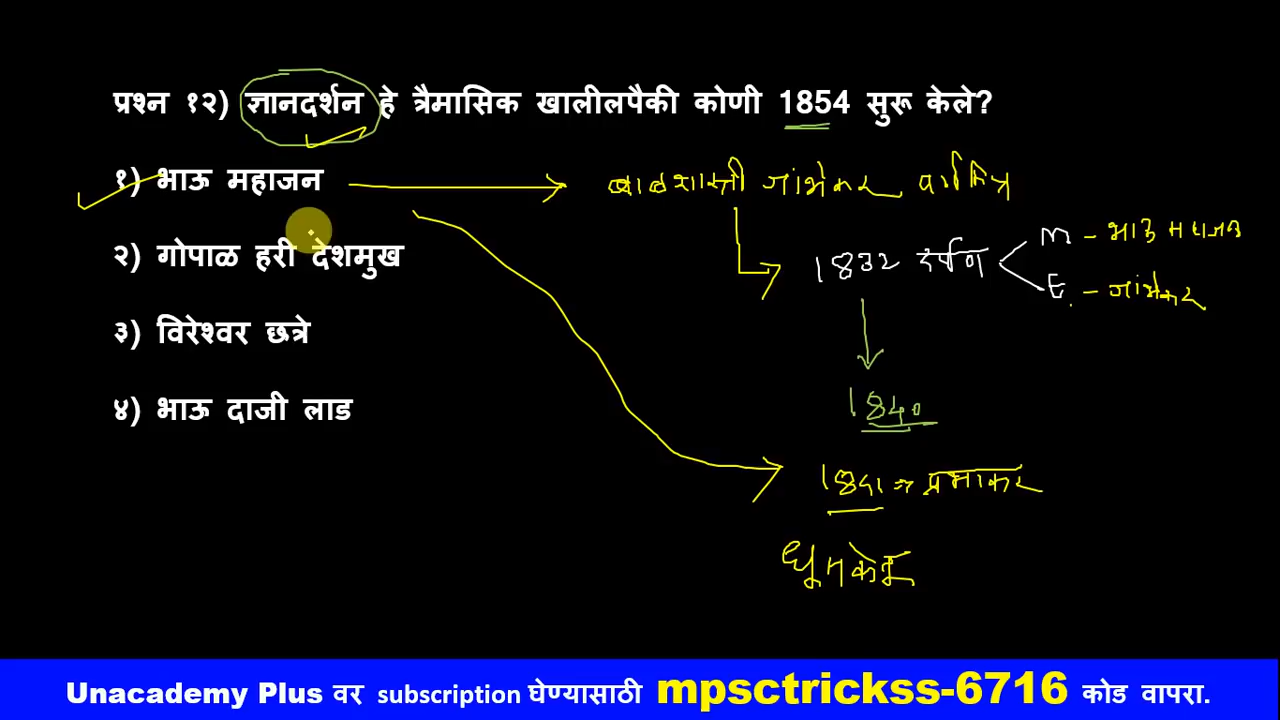 प्रश्न १२) ज्ञानदर्शन हे त्रैमासिक खालीलपैकी कोणी 1854 सुरू केले?
१) भाऊ महाजन
बाळशास्त्री जांभेकर वर्गमित्र
२) गोपाळ हरी देशमुख
1832 दर्पण
M - भाऊ महाजन
E - जांभेकर
३) विरेश्वर छत्रे
४) भाऊ दाजी लाड
1840
1841 → प्रभाकर
धूमकेतू
Unacademy Plus वर subscription घेण्यासाठी mpsctrickss-6716 कोड वापरा.